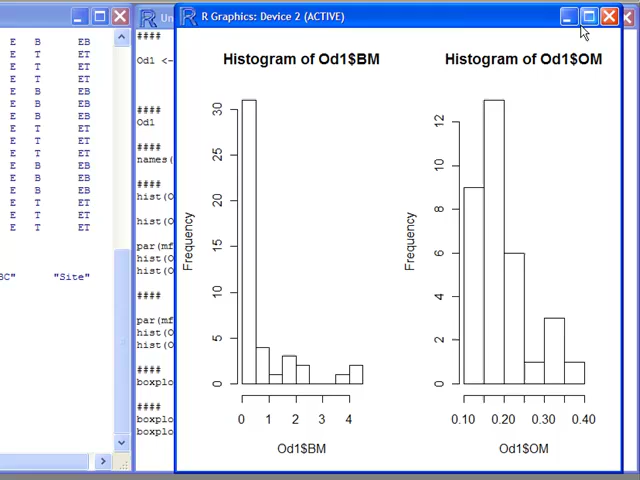 R Graphics: Device 2 (ACTIVE)
E B EB
E T ET
E T ET
E T ET
E B EB
E B EB
E B EB
E T ET
E T ET
E T ET
E B EB
E B EB
E B EB
E B EB
E T ET
E T ET
"Site"
####
Od1 <-
####
Od1
####
names(
####
hist(O
hist(O
par(mf
hist(O
hist(O
####
par(mf
hist(O
hist(O
####
boxplo
####
boxplo
boxplo
Histogram of Od1$BM
Frequency
0 5 10 15 20 25 30
0 1 2 3 4
Od1$BM
Histogram of Od1$OM
Frequency
0 2 4 6 8 10 12
0.10 0.20 0.30 0.40
Od1$OM